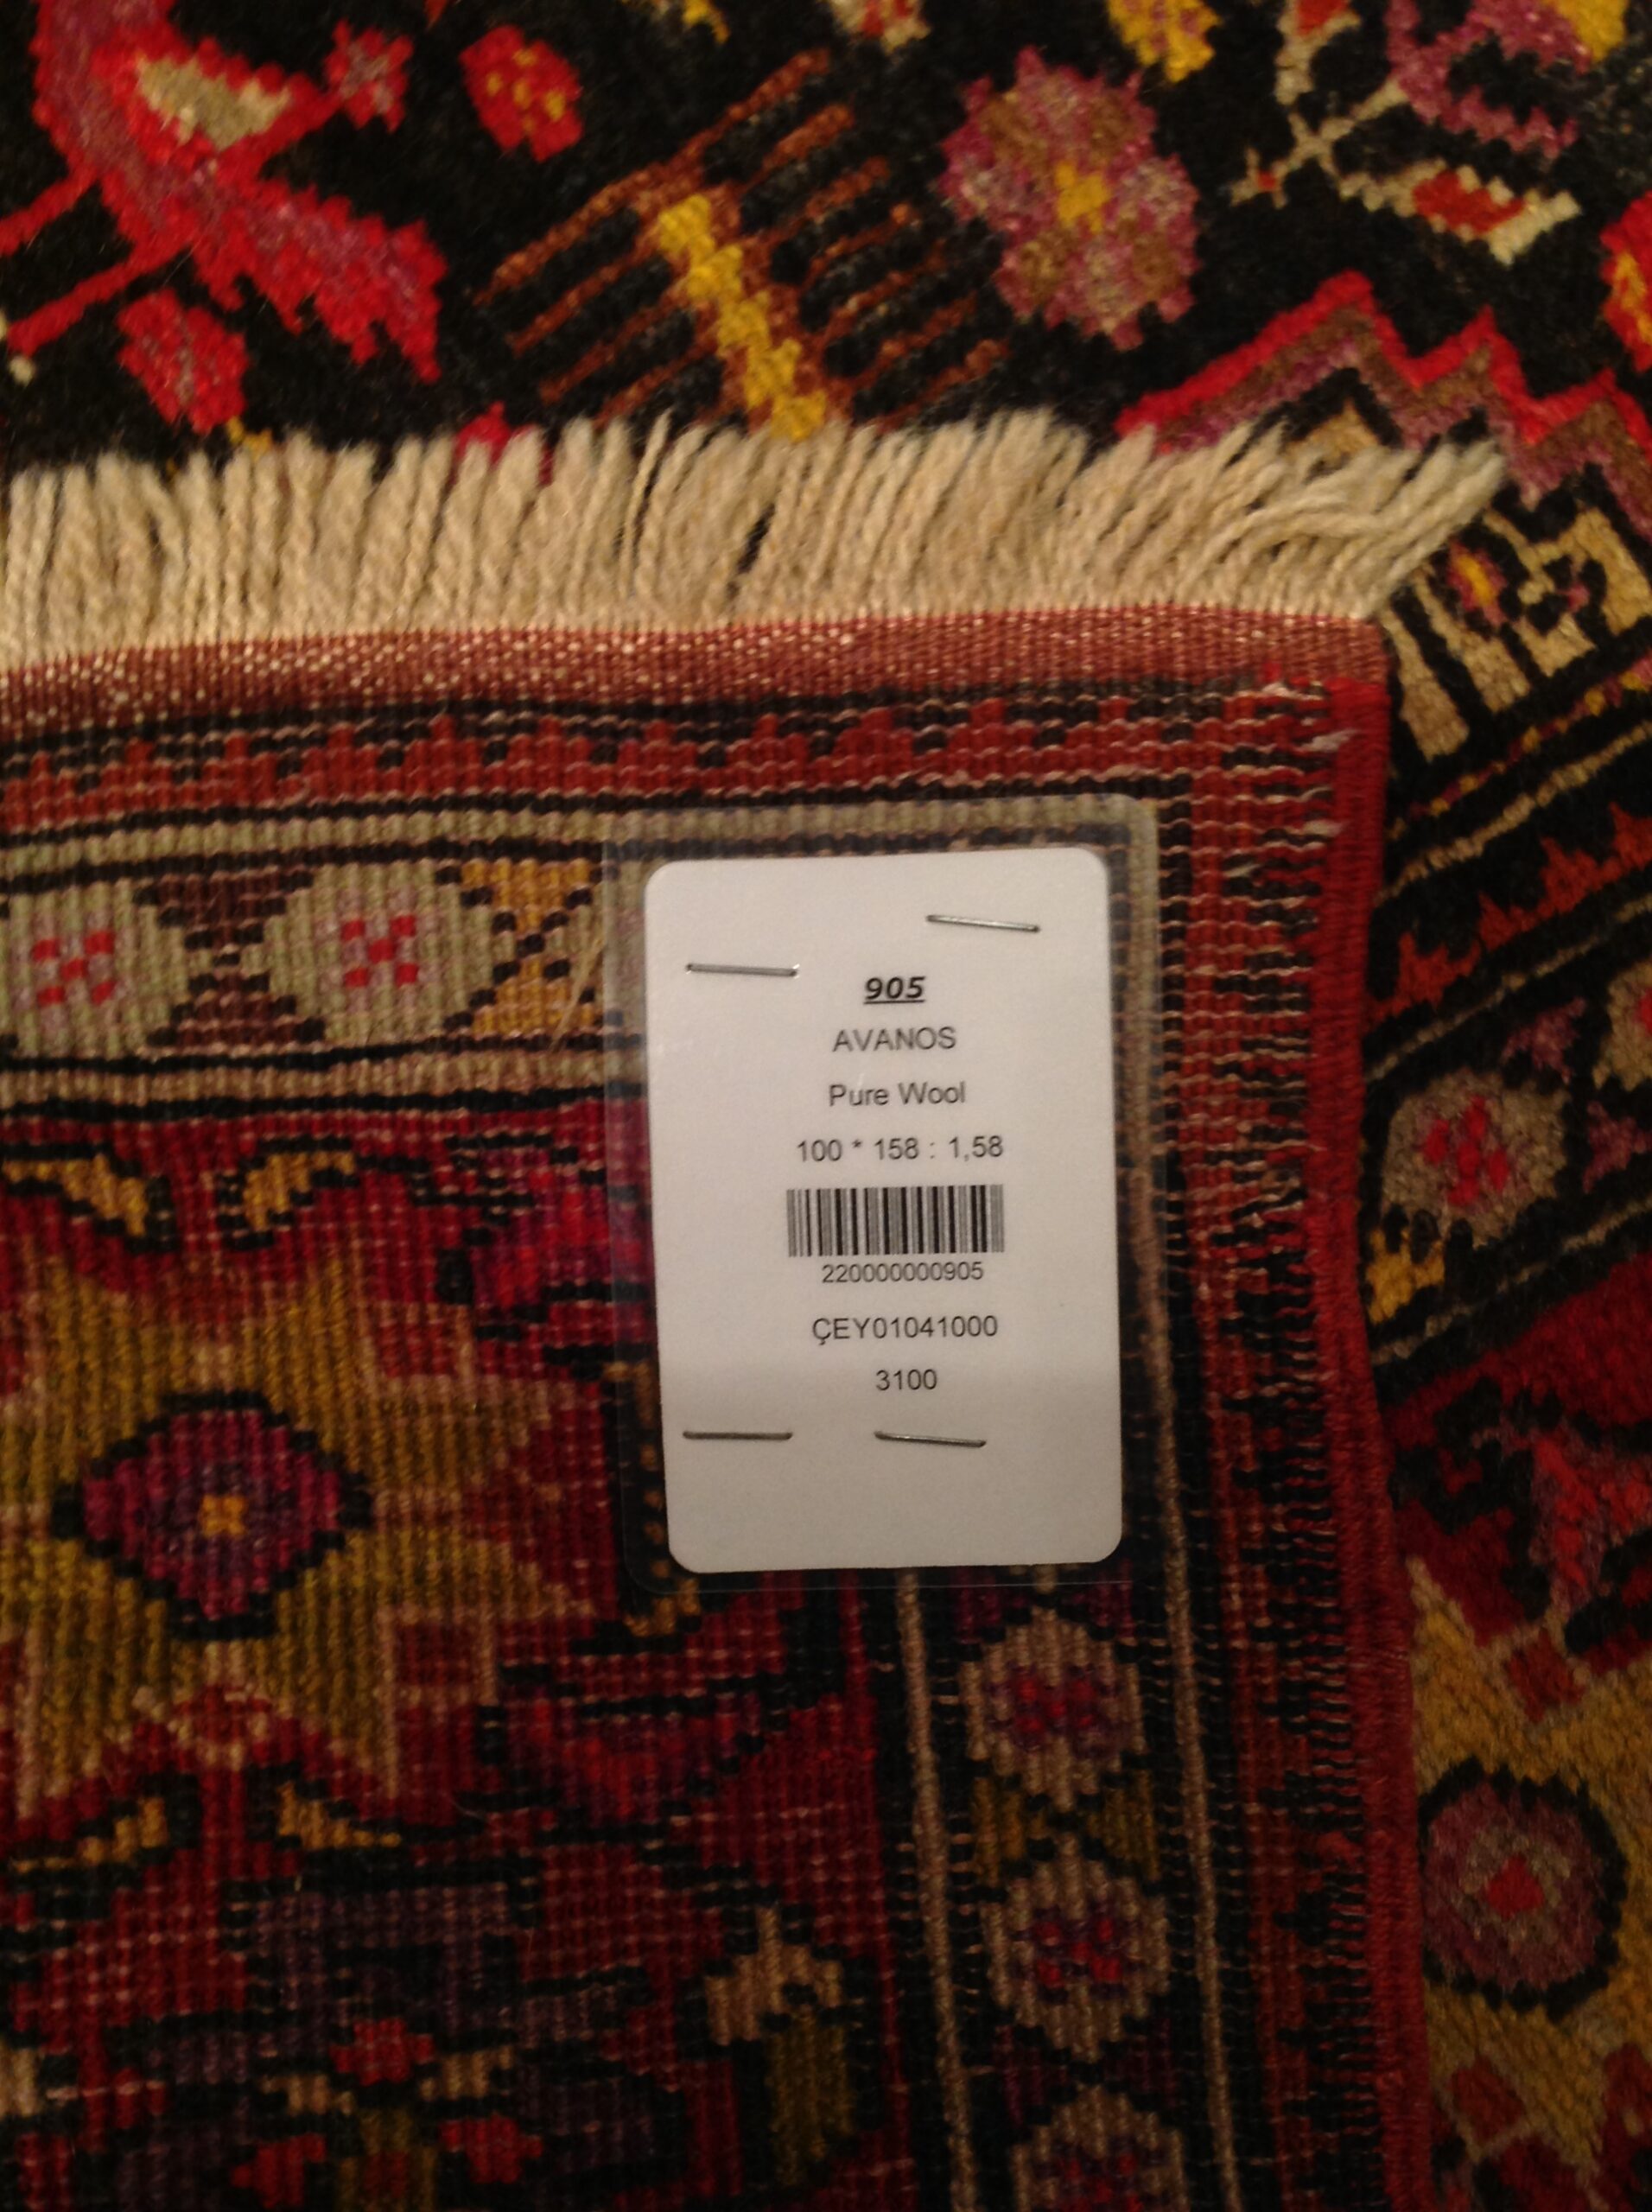 905
AVANOS
Pure Wool
100 * 158 : 1,58
220000000905
ÇEY01041000
3100